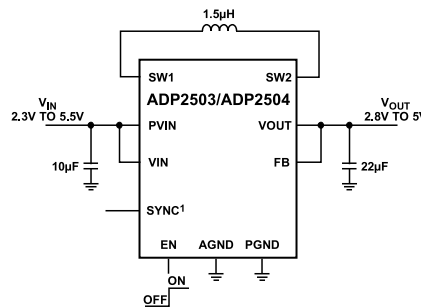 1.5µH
SW1
SW2
ADP2503/ADP2504
VIN
2.3V TO 5.5V
PVIN
VOUT
VOUT
2.8V TO 5V
10µF
VIN
FB
22µF
SYNC1
EN
AGND
PGND
ON
OFF